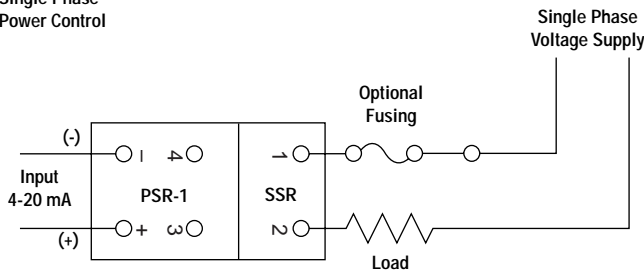 Single Phase
Power Control
Single Phase
Voltage Supply
Optional
Fusing
(-)
Input
4-20 mA
(+)
– 4
PSR-1
+ 3
1
SSR
2
Load